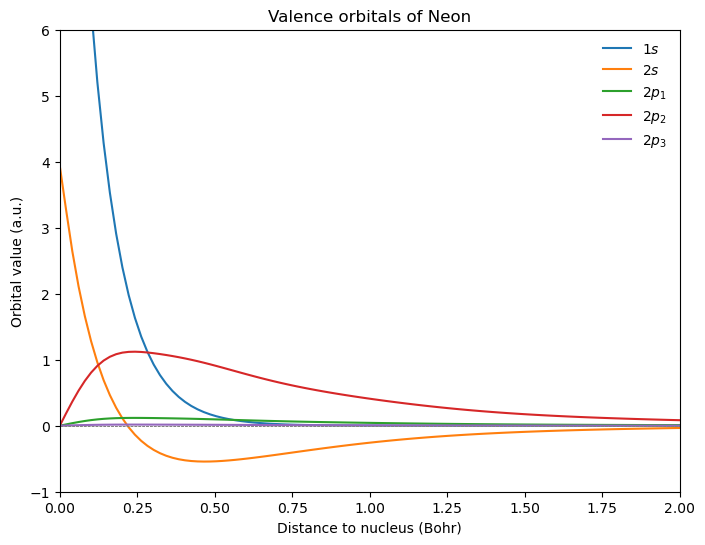 Valence orbitals of Neon
6
5
4
3
2
1
0
−1
Orbital value (a.u.)
1s
2s
2p₁
2p₂
2p₃
0.00 0.25 0.50 0.75 1.00 1.25 1.50 1.75 2.00
Distance to nucleus (Bohr)